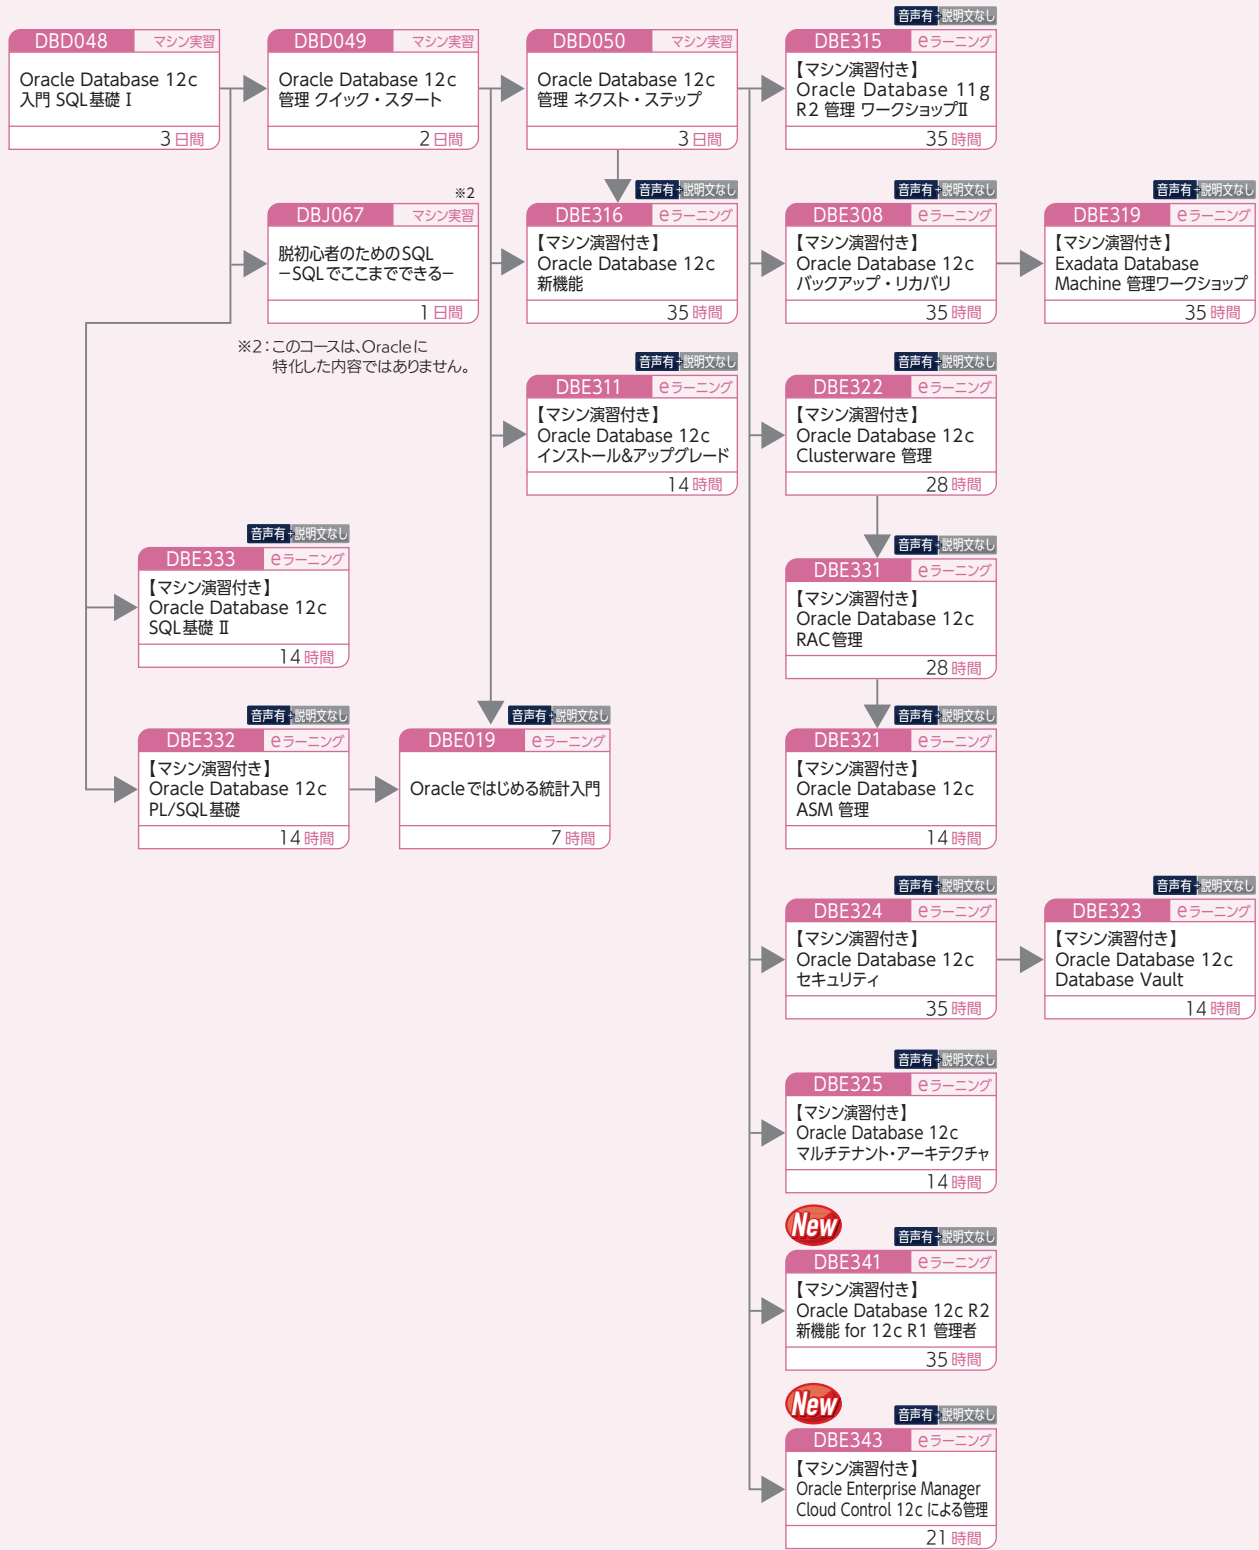 音声有+説明文なし
DBD048 マシン実習
Oracle Database 12c
入門 SQL基礎 I
3日間
DBD049 マシン実習
Oracle Database 12c
管理 クイック・スタート
2日間
DBD050 マシン実習
Oracle Database 12c
管理 ネクスト・ステップ
3日間
DBE315 eラーニング
【マシン演習付き】
Oracle Database 11g
R2 管理 ワークショップⅡ
35時間
※2
DBJ067 マシン実習
脱初心者のためのSQL
−SQLでここまでできる−
1日間
※2：このコースは、Oracleに
特化した内容ではありません。
音声有+説明文なし
DBE316 eラーニング
【マシン演習付き】
Oracle Database 12c
新機能
35時間
音声有+説明文なし
DBE308 eラーニング
【マシン演習付き】
Oracle Database 12c
バックアップ・リカバリ
35時間
音声有+説明文なし
DBE319 eラーニング
【マシン演習付き】
Exadata Database
Machine 管理ワークショップ
35時間
音声有+説明文なし
DBE311 eラーニング
【マシン演習付き】
Oracle Database 12c
インストール&アップグレード
14時間
音声有+説明文なし
DBE322 eラーニング
【マシン演習付き】
Oracle Database 12c
Clusterware 管理
28時間
音声有+説明文なし
DBE333 eラーニング
【マシン演習付き】
Oracle Database 12c
SQL基礎 Ⅱ
14時間
音声有+説明文なし
DBE331 eラーニング
【マシン演習付き】
Oracle Database 12c
RAC管理
28時間
音声有+説明文なし
DBE332 eラーニング
【マシン演習付き】
Oracle Database 12c
PL/SQL基礎
14時間
音声有+説明文なし
DBE019 eラーニング
Oracleではじめる統計入門
7時間
音声有+説明文なし
DBE321 eラーニング
【マシン演習付き】
Oracle Database 12c
ASM 管理
14時間
音声有+説明文なし
DBE324 eラーニング
【マシン演習付き】
Oracle Database 12c
セキュリティ
35時間
音声有+説明文なし
DBE323 eラーニング
【マシン演習付き】
Oracle Database 12c
Database Vault
14時間
音声有+説明文なし
DBE325 eラーニング
【マシン演習付き】
Oracle Database 12c
マルチテナント・アーキテクチャ
14時間
New
音声有+説明文なし
DBE341 eラーニング
【マシン演習付き】
Oracle Database 12c R2
新機能 for 12c R1 管理者
35時間
New
音声有+説明文なし
DBE343 eラーニング
【マシン演習付き】
Oracle Enterprise Manager
Cloud Control 12c による管理
21時間